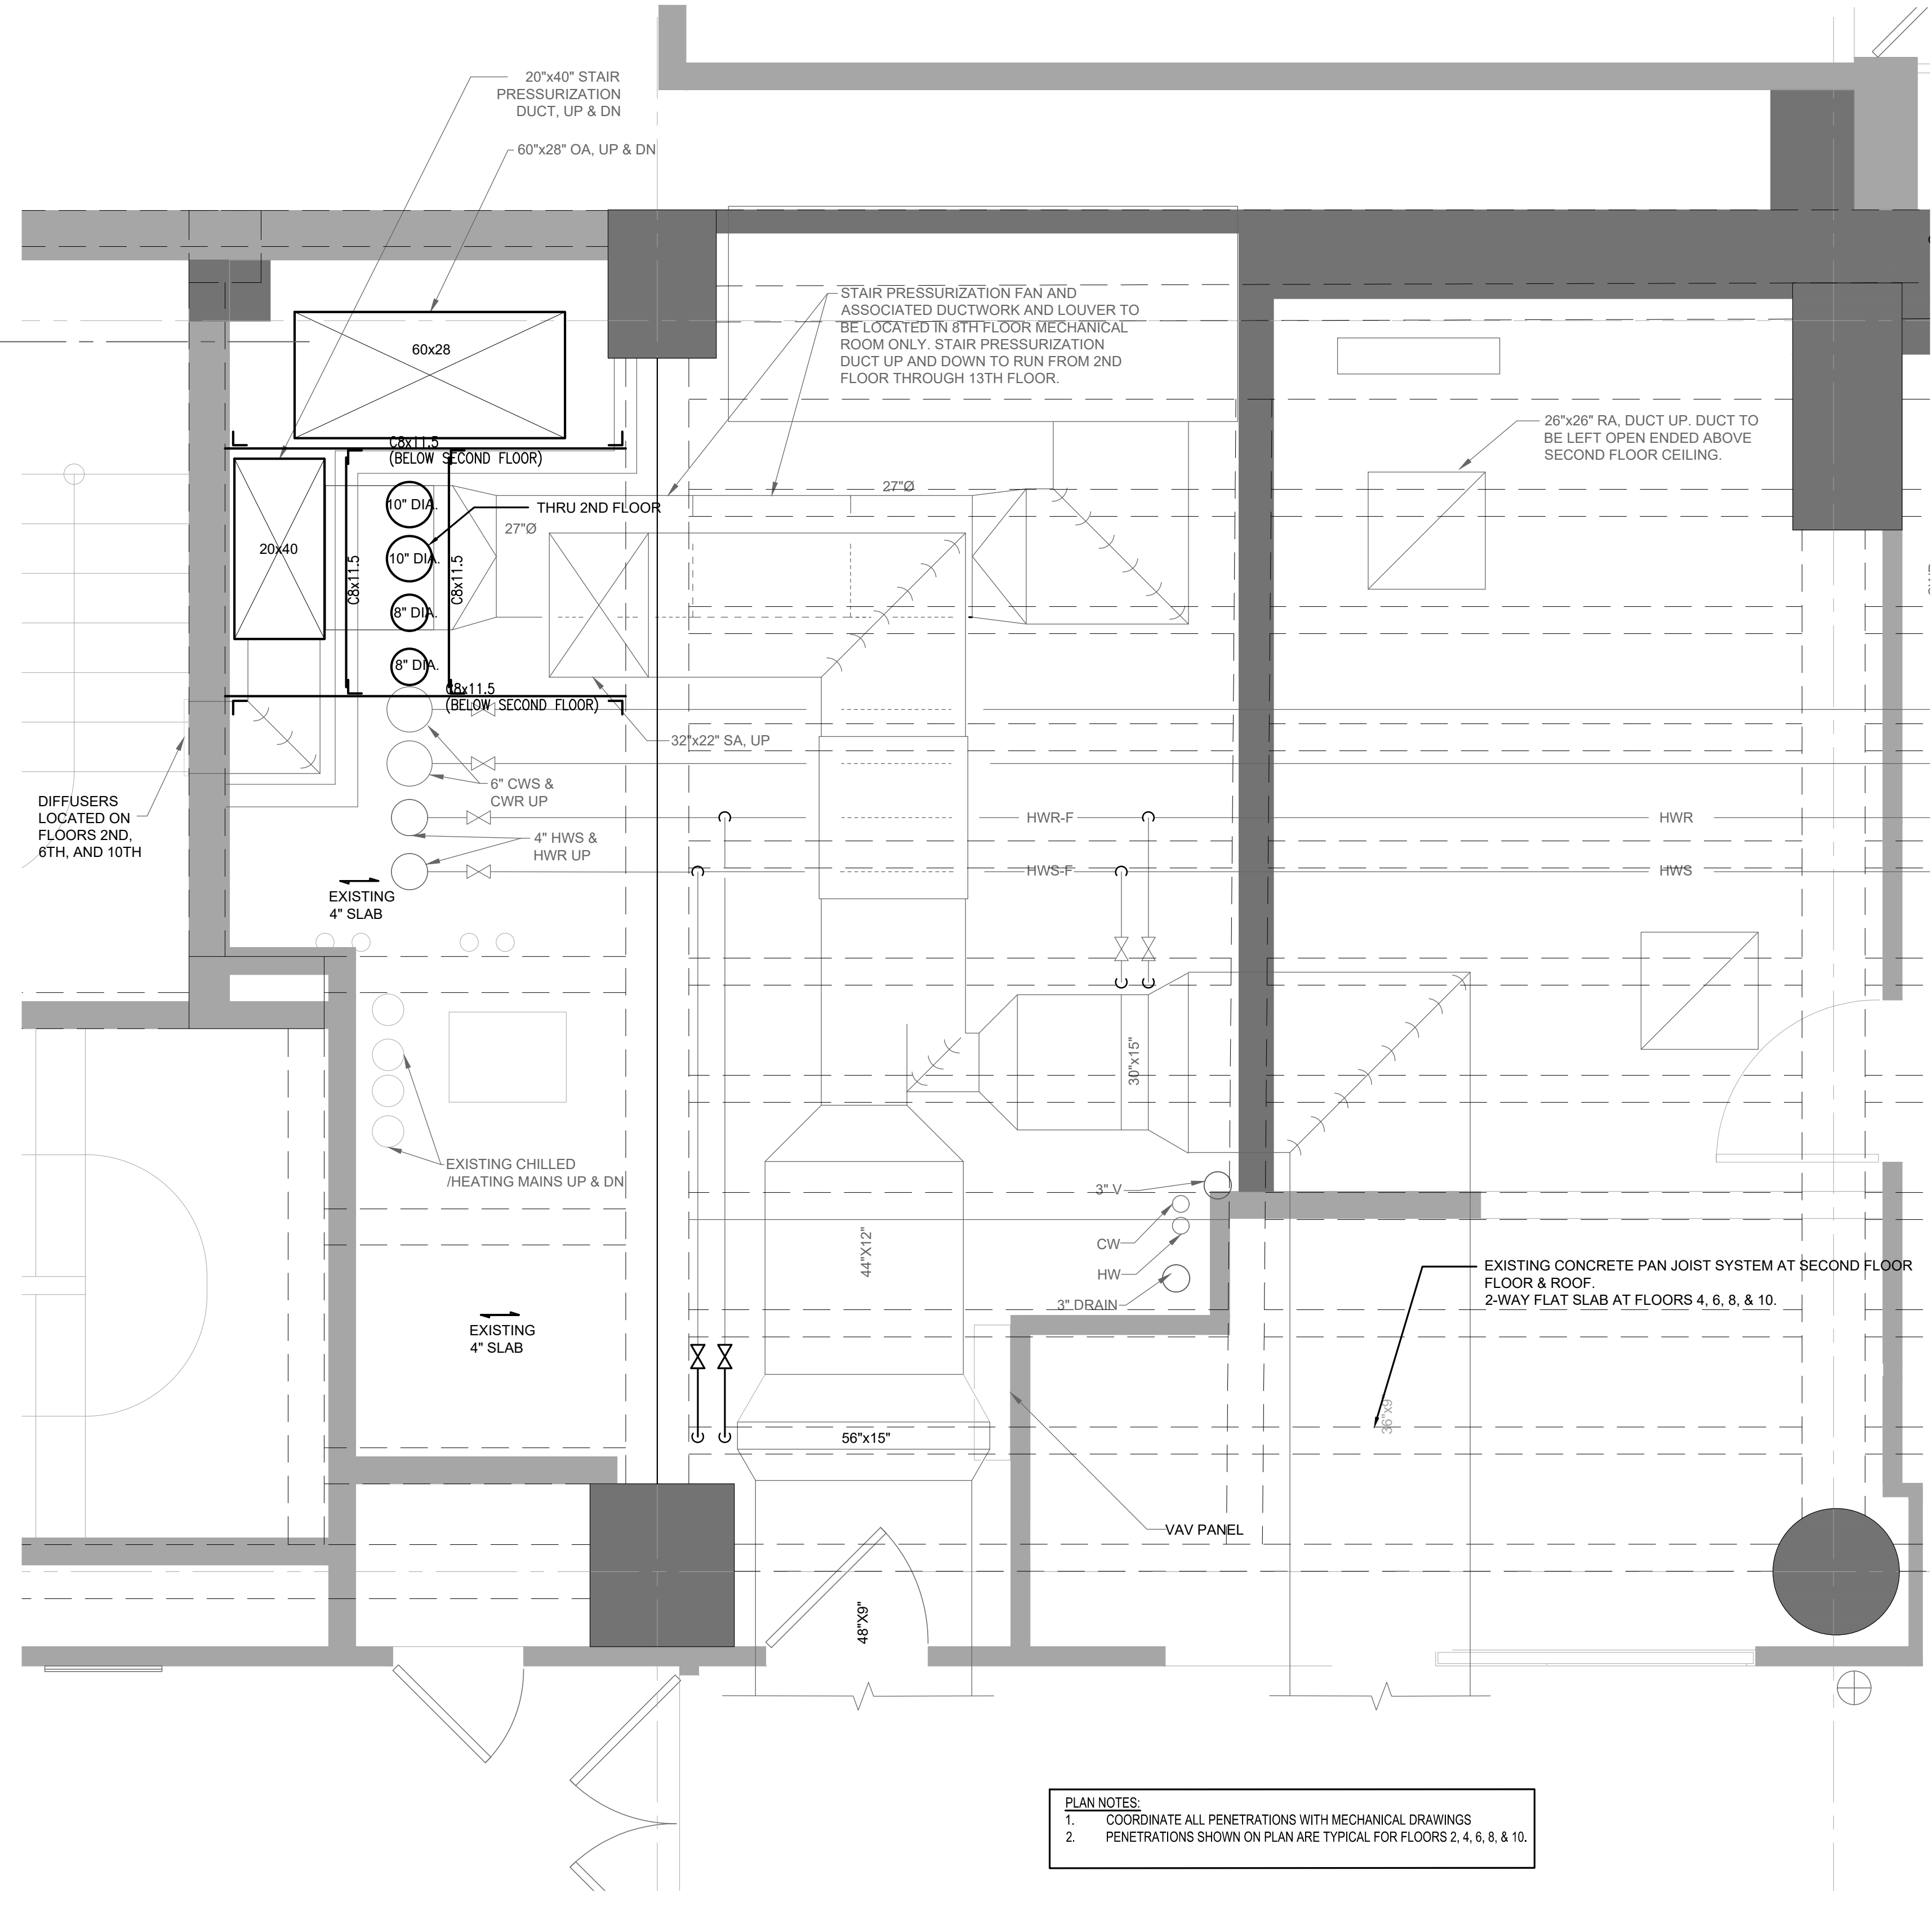 20"x40" STAIR
PRESSURIZATION
DUCT, UP & DN
60"x28" OA, UP & DN
60x28
STAIR PRESSURIZATION FAN AND
ASSOCIATED DUCTWORK AND LOUVER TO
BE LOCATED IN 8TH FLOOR MECHANICAL
ROOM ONLY. STAIR PRESSURIZATION
DUCT UP AND DOWN TO RUN FROM 2ND
FLOOR THROUGH 13TH FLOOR.
26"x26" RA, DUCT UP. DUCT TO
BE LEFT OPEN ENDED ABOVE
SECOND FLOOR CEILING.
C8x11.5
(BELOW SECOND FLOOR)
27"Ø
10" DIA.
THRU 2ND FLOOR
27"Ø
20x40
10" DIA.
C8x11.5
C8x11.5
8" DIA.
8" DIA.
C8x11.5
(BELOW SECOND FLOOR)
32"x22" SA, UP
6" CWS &
CWR UP
DIFFUSERS
LOCATED ON
FLOORS 2ND,
6TH, AND 10TH
4" HWS &
HWR UP
HWR-F
HWR
HWS-F
HWS
EXISTING
4" SLAB
30"x15"
EXISTING CHILLED
/HEATING MAINS UP & DN
3" V
CW
HW
3" DRAIN
44"X12"
EXISTING CONCRETE PAN JOIST SYSTEM AT SECOND FLOOR
FLOOR & ROOF.
2-WAY FLAT SLAB AT FLOORS 4, 6, 8, & 10.
EXISTING
4" SLAB
36"x9
56"x15"
VAV PANEL
48"X9"
PLAN NOTES:
1. COORDINATE ALL PENETRATIONS WITH MECHANICAL DRAWINGS
2. PENETRATIONS SHOWN ON PLAN ARE TYPICAL FOR FLOORS 2, 4, 6, 8, & 10.